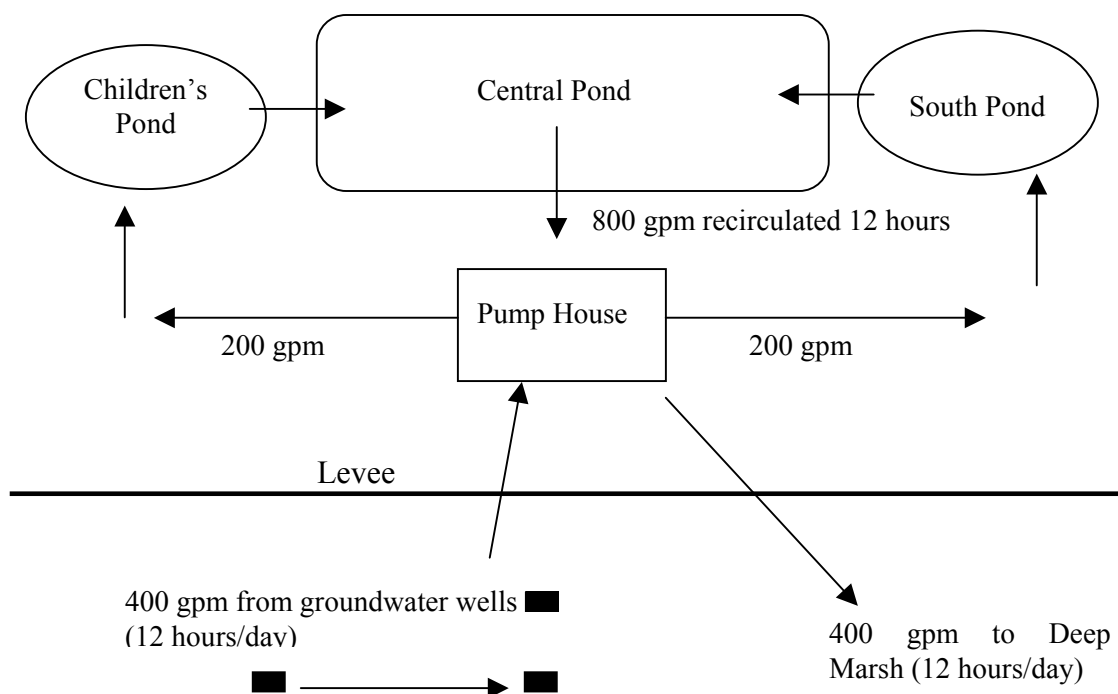 Children’s
Pond
Central Pond
South Pond
800 gpm recirculated 12 hours
Pump House
200 gpm
200 gpm
Levee
400 gpm from groundwater wells
(12 hours/day)
400 gpm to Deep
Marsh (12 hours/day)